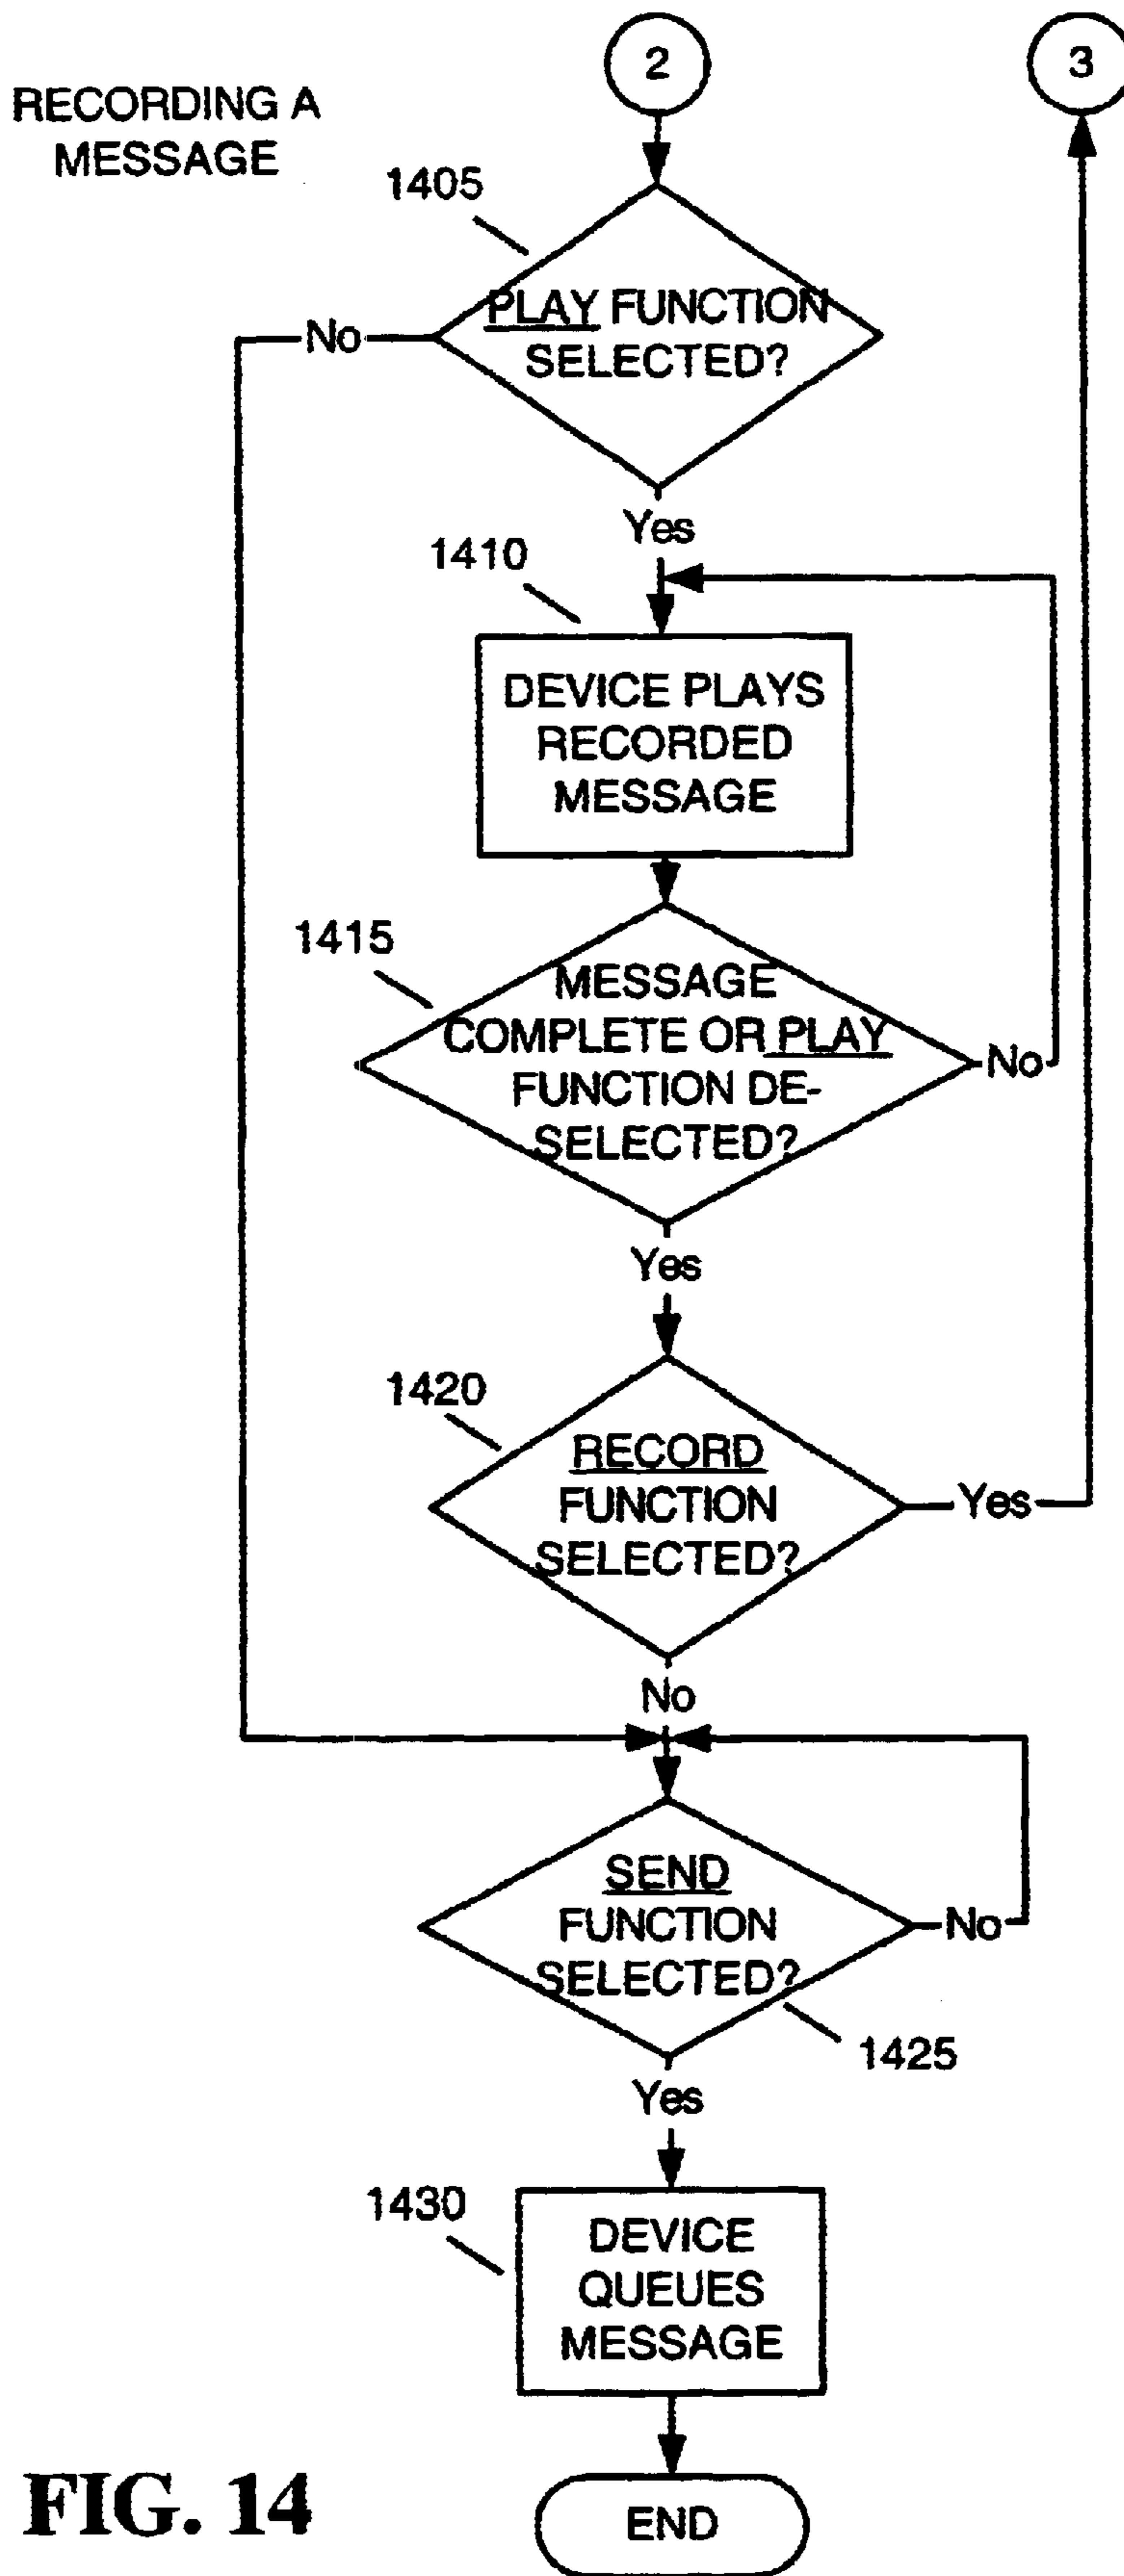 2
3
RECORDING A
MESSAGE
1405
PLAY FUNCTION
SELECTED?
No
Yes
1410
DEVICE PLAYS
RECORDED
MESSAGE
1415
MESSAGE
COMPLETE OR PLAY
FUNCTION DE-
SELECTED?
No
Yes
1420
RECORD
FUNCTION
SELECTED?
Yes
No
SEND
FUNCTION
SELECTED?
No
1425
Yes
1430
DEVICE
QUEUES
MESSAGE
END
FIG. 14